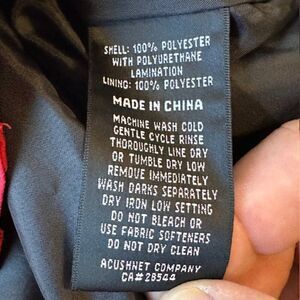 SHELL: 100% POLYESTER
WITH POLYURETHANE
LAMINATION
LINING: 100% POLYESTER
MADE IN CHINA
MACHINE WASH COLD
GENTLE CYCLE RINSE
THOROUGHLY LINE DRY
OR TUMBLE DRY LOW
REMOVE IMMEDIATELY
WASH DARKS SEPARATELY
DRY IRON LOW SETTING
DO NOT BLEACH OR
USE FABRIC SOFTENERS
DO NOT DRY CLEAN
ACUSHNET COMPANY
CA# 28544